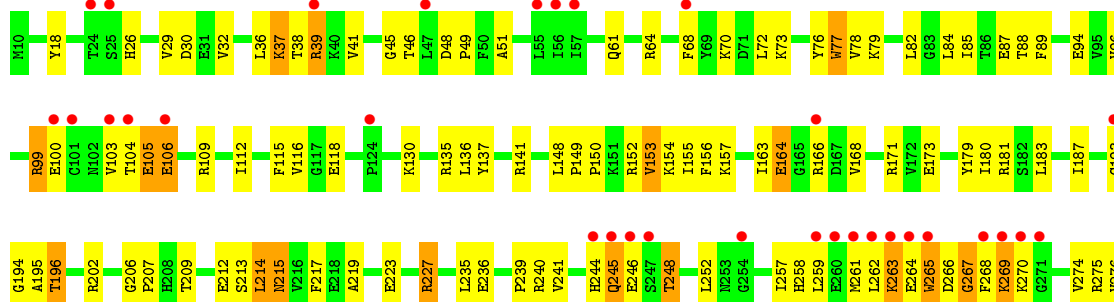 M10 Y18 T24 S25 H26 V29 D30 E31 V32 L36 K37 T38 R39 K40 V41 G45 T46 L47 D48 P49 F50 A51 L55 I56 I57 Q61 R64 F68 Y69 K70 D71 L72 K73 Y76 W77 V78 K79 L82 G83 L84 I85 T86 E87 T88 F89 E94 V95
R99 E100 C101 N102 V103 T104 E105 E106 R109 I112 F115 V116 G117 E118 P124 K130 R135 L136 Y137 R141 L148 P149 P150 K151 R152 V153 K154 I155 F156 K157 I163 E164 G165 R166 D167 V168 R171 V172 E173 Y179 I180 R181 S182 L183 I187
G194 A195 T196 R202 G206 P207 H208 T209 E212 S213 L214 N215 V216 F217 E218 A219 E223 R227 L235 E236 P239 R240 V241 H244 Q245 E246 S247 T248 L252 N253 G254 L257 H258 L259 E260 M261 L262 K263 E264 W265 D266 G267 F268 K269 K270 G271 V274 R275